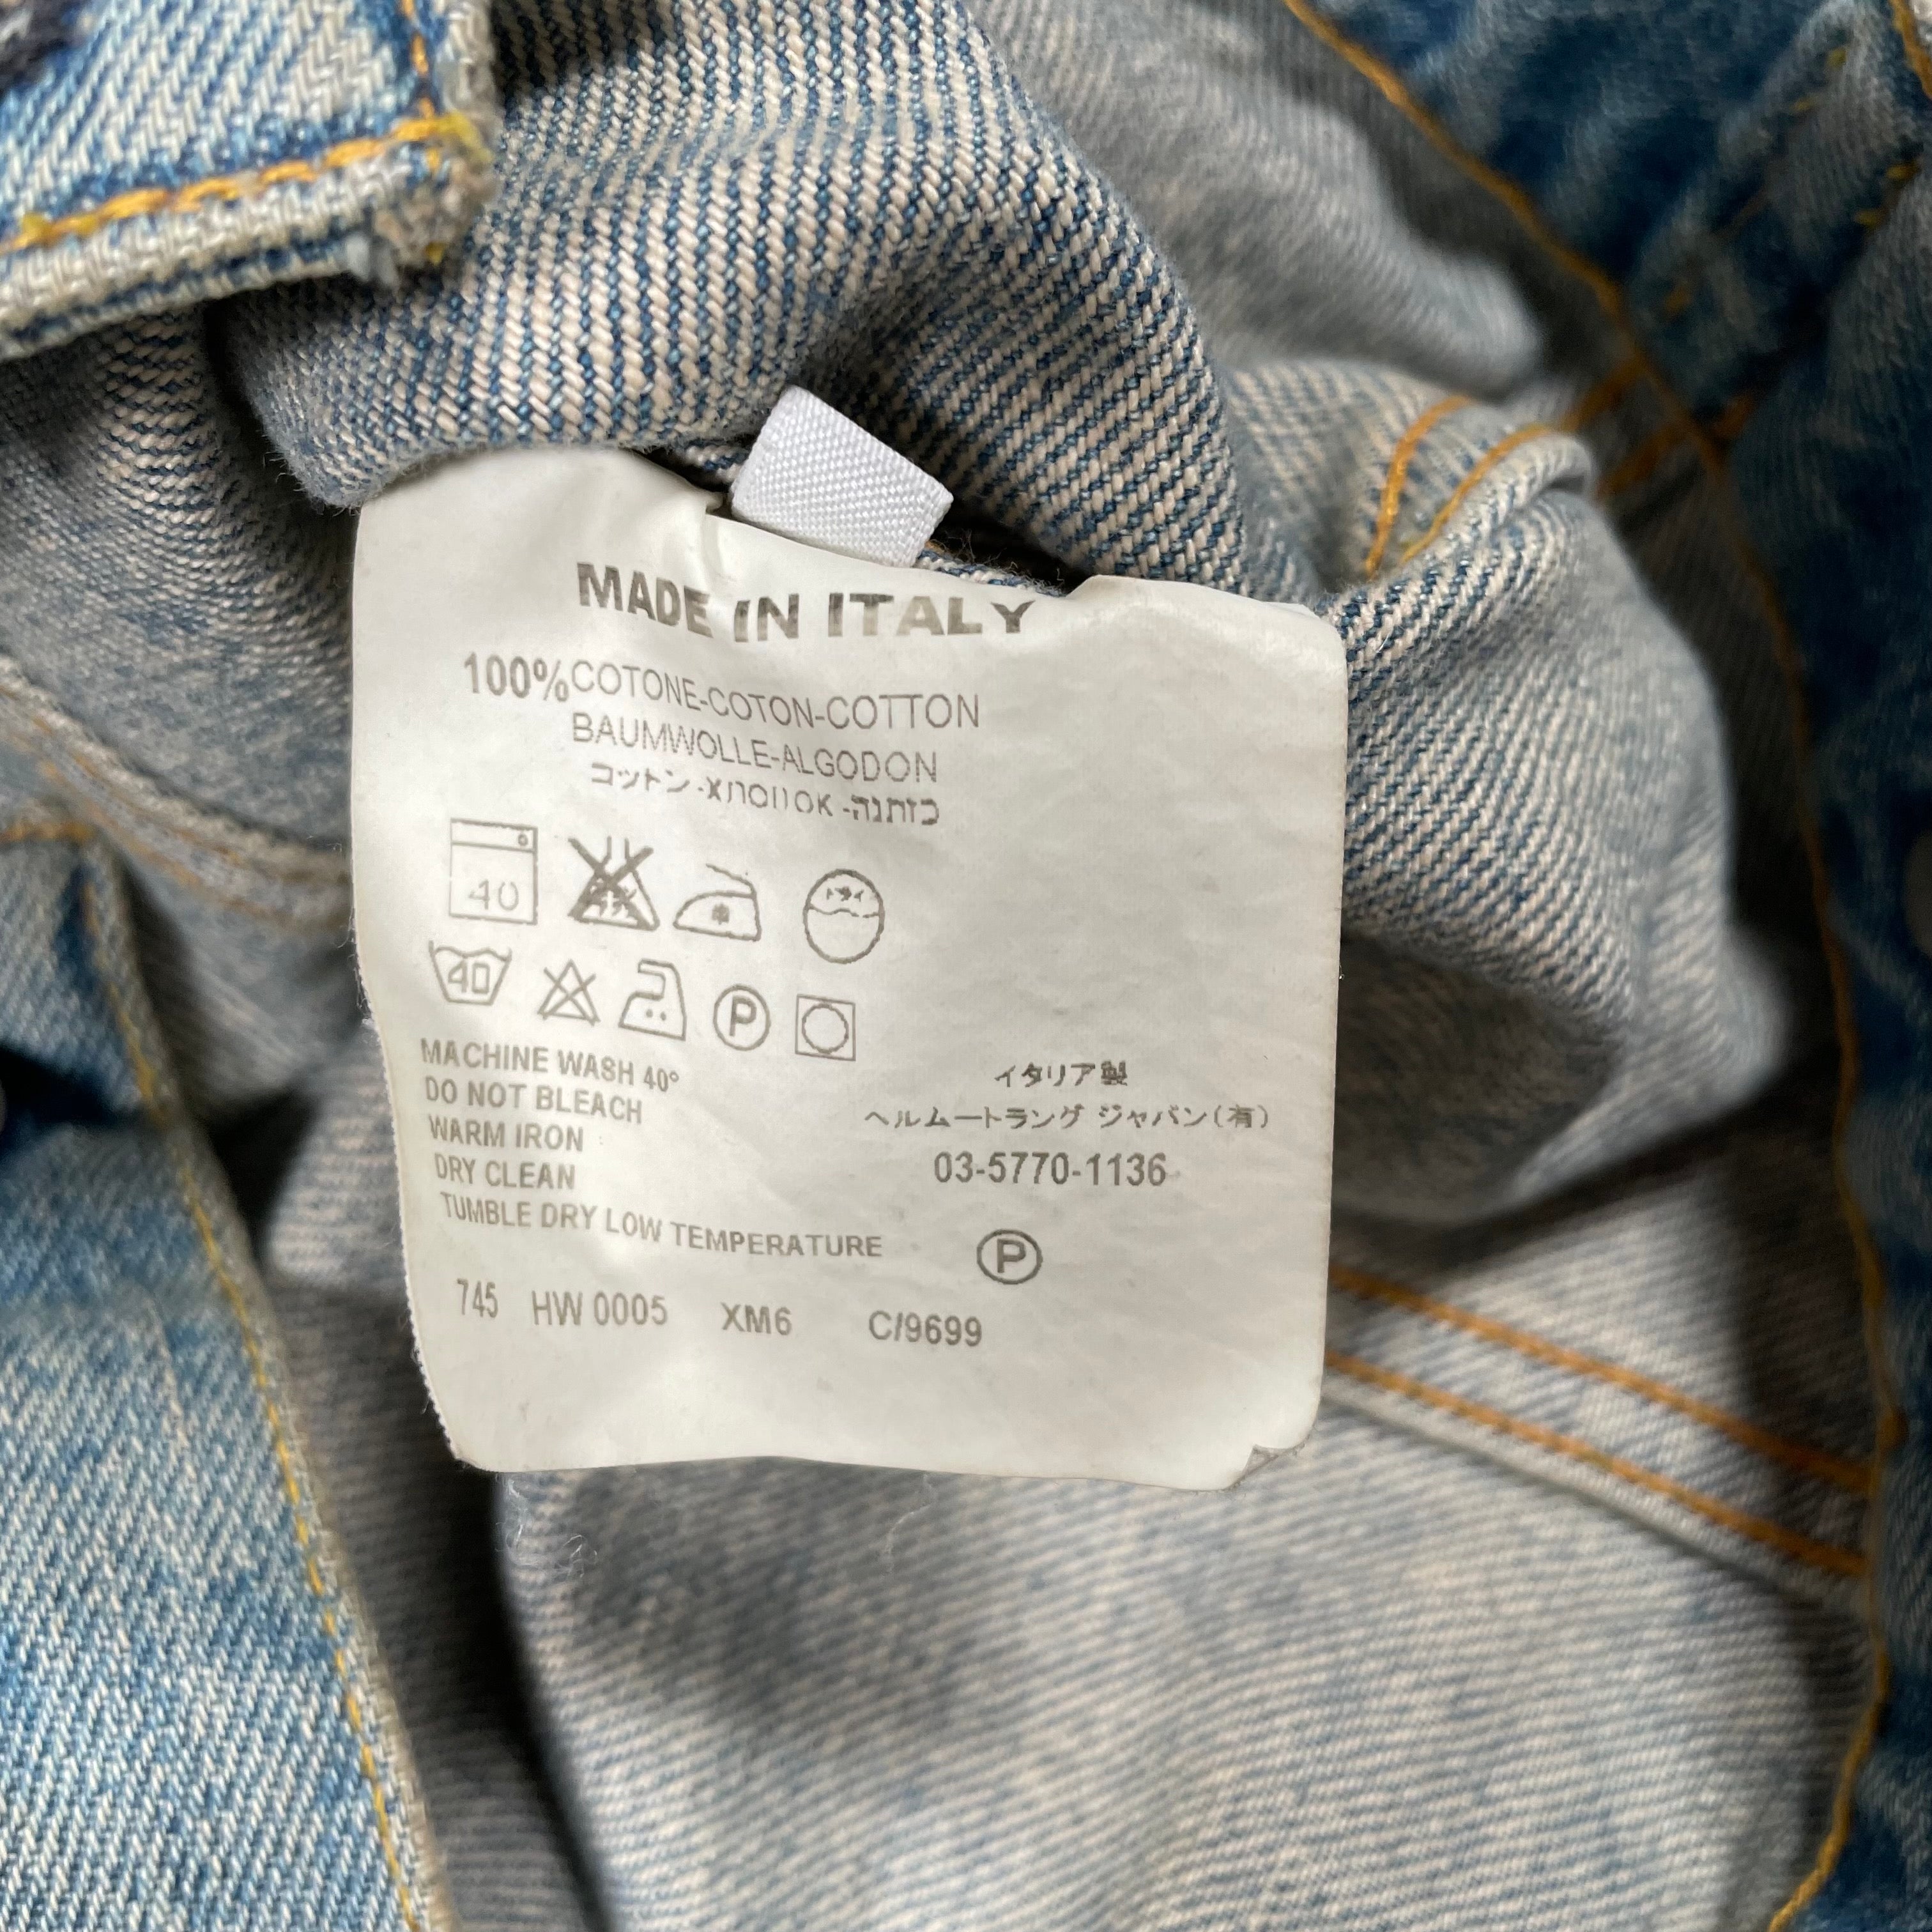 MADE IN ITALY
100% COTONE-COTON-COTTON
BAUMWOLLE-ALGODON
コットン -ХЛОПОК -כותנה
40 ドライ
40 P
MACHINE WASH 40°
DO NOT BLEACH
WARM IRON
DRY CLEAN
TUMBLE DRY LOW TEMPERATURE
イタリア製
ヘルムートラング ジャパン(有)
03-5770-1136
P
745 HW 0005 XM6 C/9699